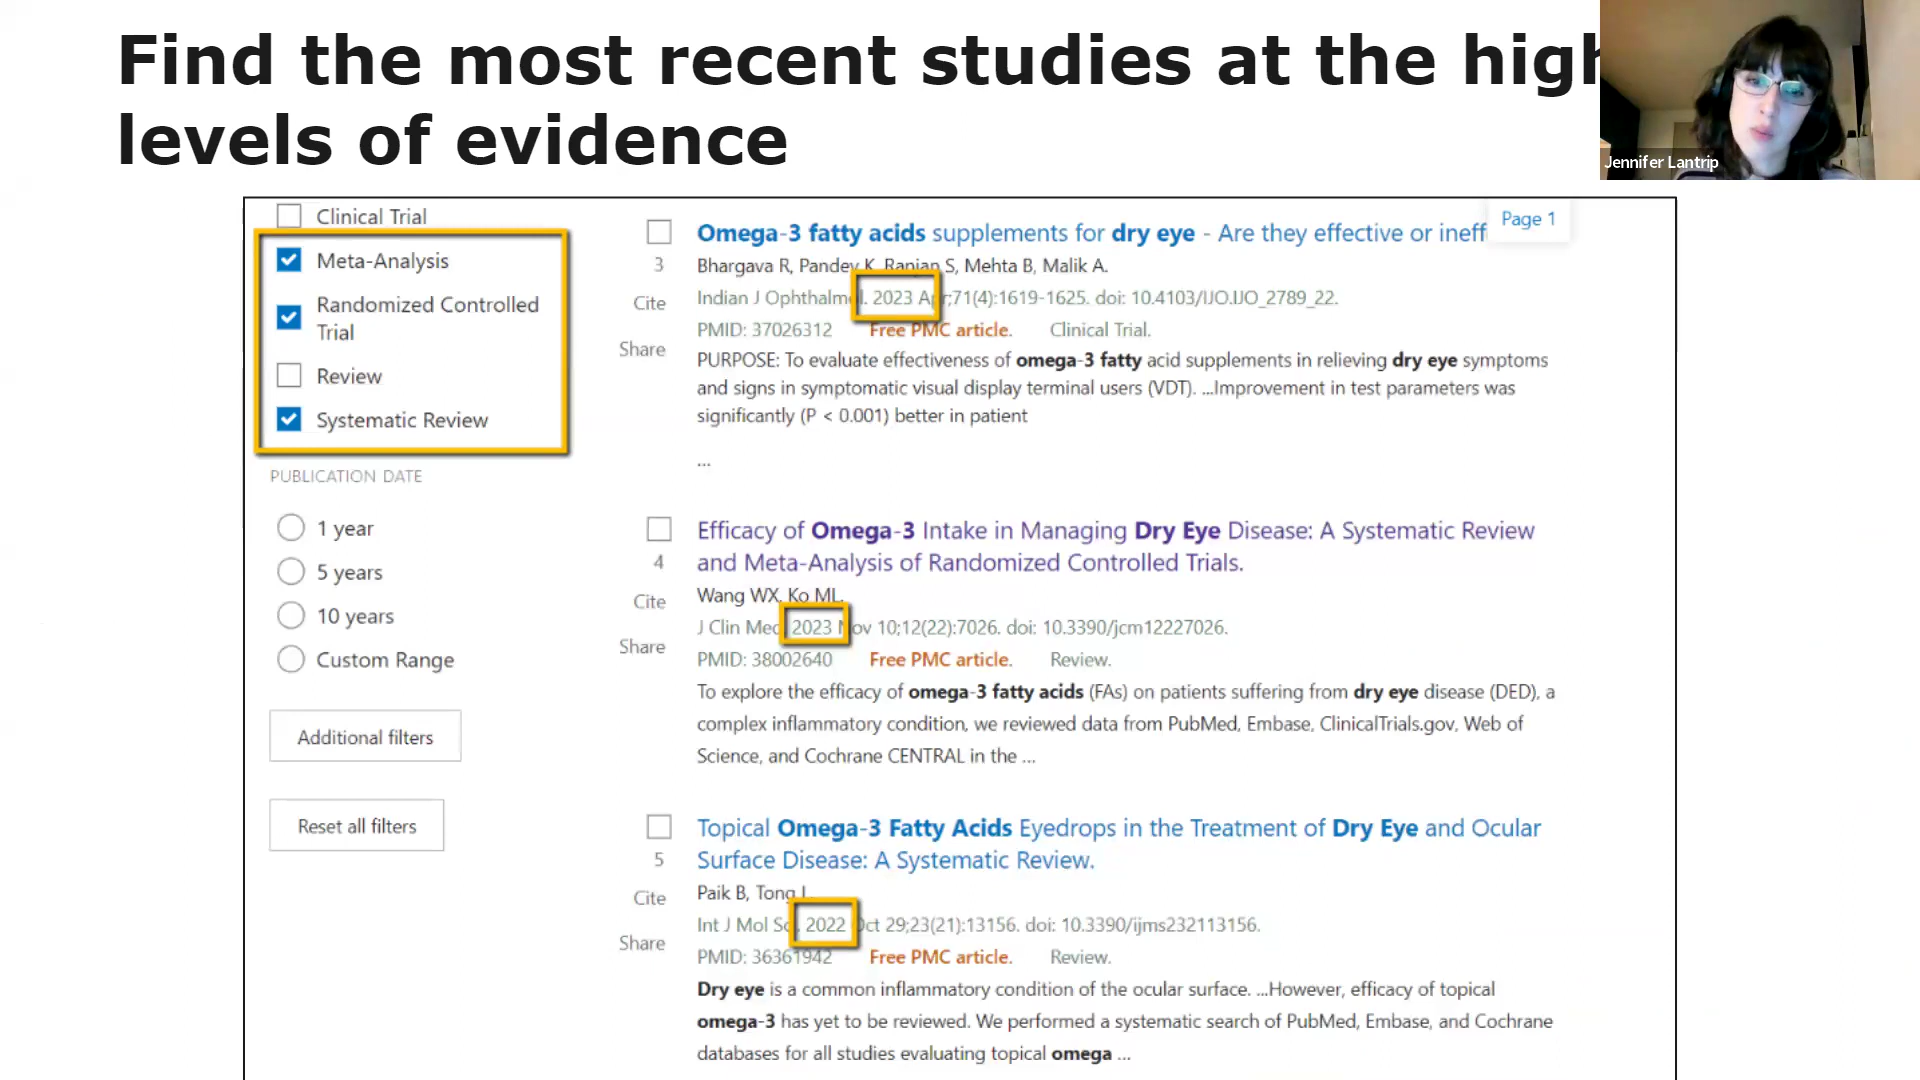 Find the most recent studies at the high
levels of evidence
Jennifer Lantrip
Clinical Trial
Meta-Analysis
Randomized Controlled
Trial
Review
Systematic Review
PUBLICATION DATE
1 year
5 years
10 years
Custom Range
Additional filters
Reset all filters
Page 1
Omega-3 fatty acids supplements for dry eye - Are they effective or ineff
3
Bhargava R, Pandey K, Ranjan S, Mehta B, Malik A.
Cite
Indian J Ophthalmol. 2023 Apr;71(4):1619-1625. doi: 10.4103/IJO.IJO_2789_22.
PMID: 37026312 Free PMC article. Clinical Trial.
Share
PURPOSE: To evaluate effectiveness of omega-3 fatty acid supplements in relieving dry eye symptoms
and signs in symptomatic visual display terminal users (VDT). ...Improvement in test parameters was
significantly (P < 0.001) better in patient
...
Efficacy of Omega-3 Intake in Managing Dry Eye Disease: A Systematic Review
and Meta-Analysis of Randomized Controlled Trials.
4
Wang WX, Ko ML.
Cite
J Clin Med. 2023 Nov 10;12(22):7026. doi: 10.3390/jcm12227026.
Share
PMID: 38002640 Free PMC article. Review.
To explore the efficacy of omega-3 fatty acids (FAs) on patients suffering from dry eye disease (DED), a
complex inflammatory condition, we reviewed data from PubMed, Embase, ClinicalTrials.gov, Web of
Science, and Cochrane CENTRAL in the ...
Topical Omega-3 Fatty Acids Eyedrops in the Treatment of Dry Eye and Ocular
Surface Disease: A Systematic Review.
5
Paik B, Tong L.
Cite
Int J Mol Sci. 2022 Oct 29;23(21):13156. doi: 10.3390/ijms232113156.
Share
PMID: 36361942 Free PMC article. Review.
Dry eye is a common inflammatory condition of the ocular surface. ...However, efficacy of topical
omega-3 has yet to be reviewed. We performed a systematic search of PubMed, Embase, and Cochrane
databases for all studies evaluating topical omega ...